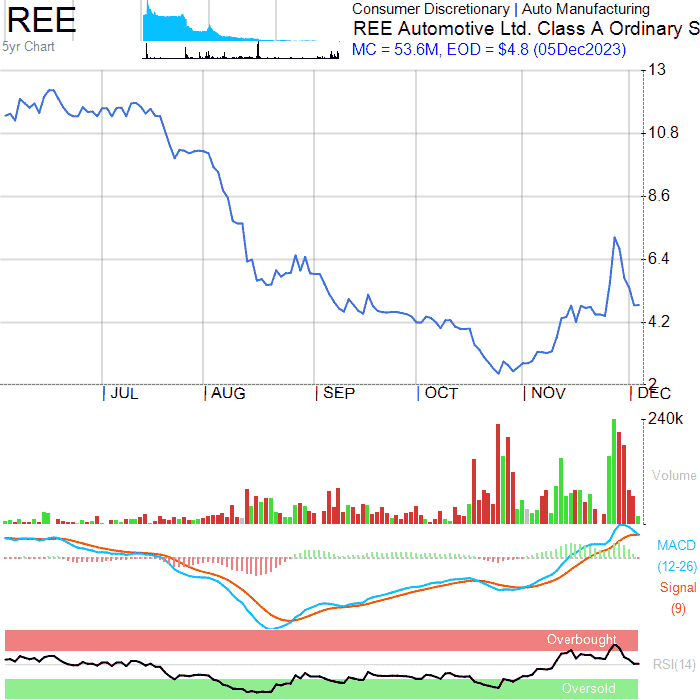 REE
5yr Chart
Consumer Discretionary | Auto Manufacturing
REE Automotive Ltd. Class A Ordinary S
MC = 53.6M, EOD = $4.8 (05Dec2023)
13
10.8
8.6
6.4
4.2
2
JUL
AUG
SEP
OCT
NOV
DEC
240k
Volume
MACD
(12-26)
Signal
(9)
Overbought
RSI(14)
Oversold